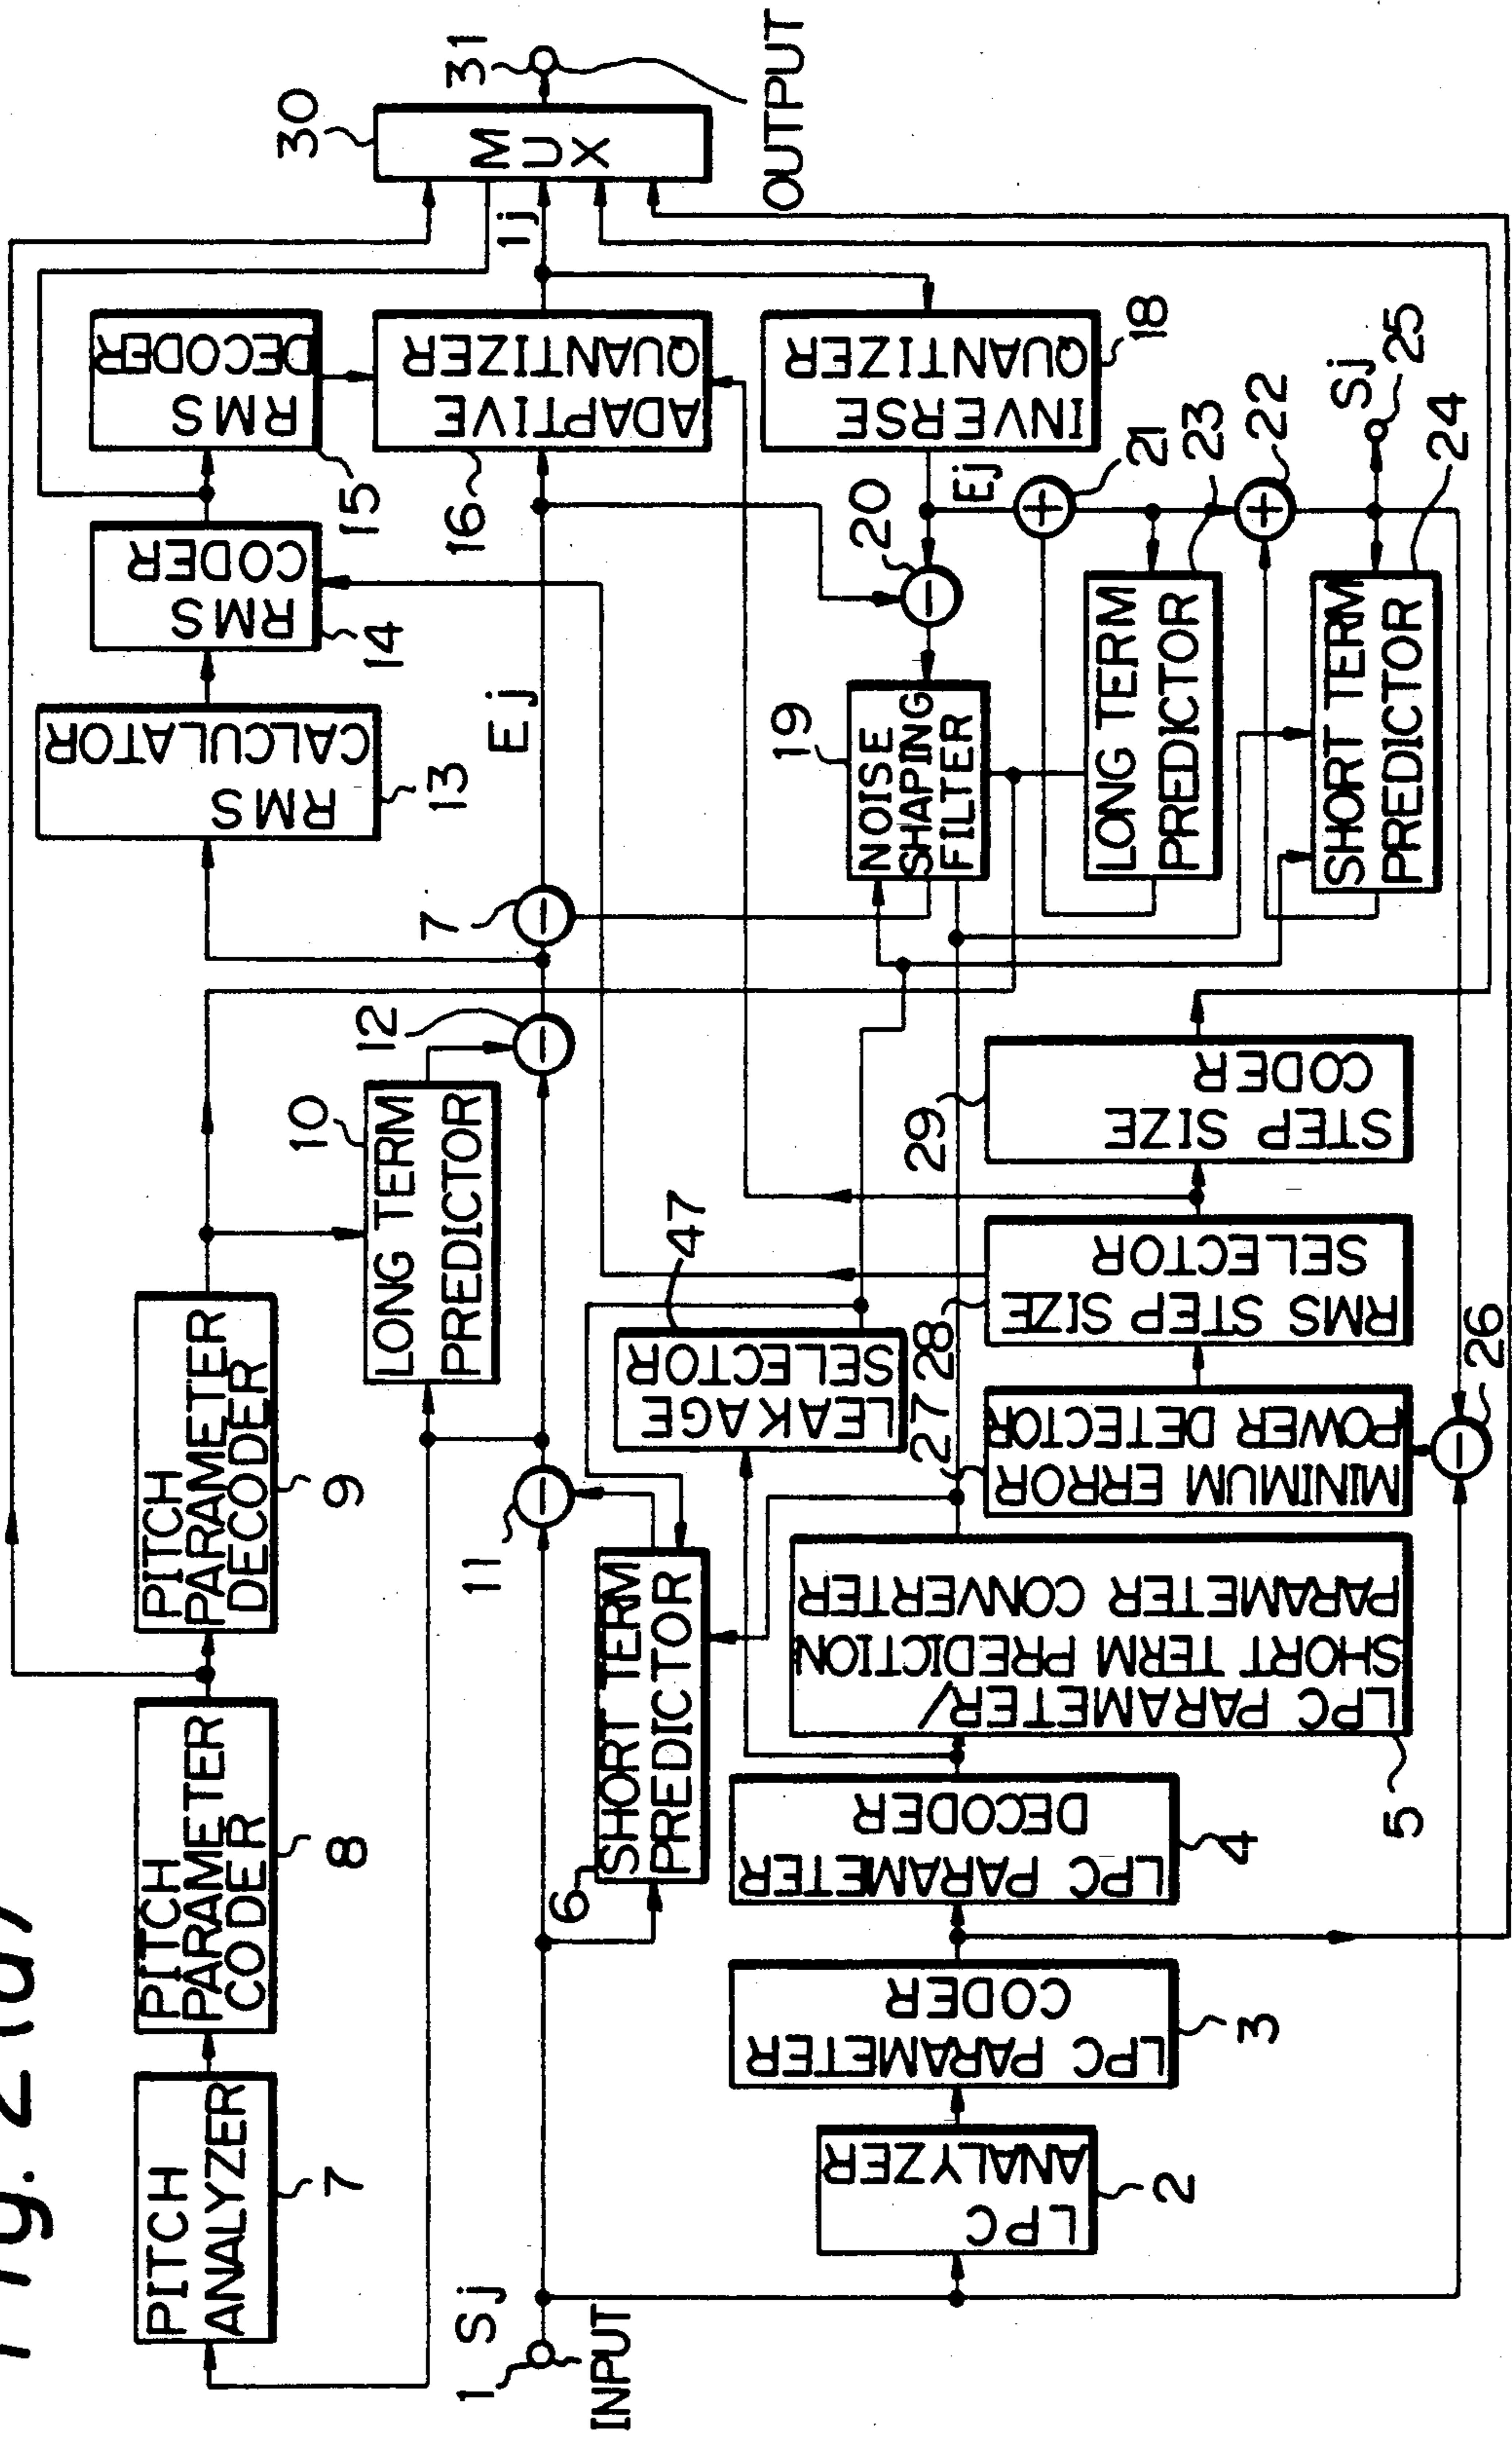 Fig. 2 (a)
PITCH
ANALYZER
7
PITCH
PARAMETER
CODER
8
PITCH
PARAMETER
DECODER
9
RMS
CALCULATOR
13
RMS
CODER
14
RMS
DECODER
15
30
MUX
31
OUTPUT
LONG TERM
PREDICTOR
10
12
7
Ej
ADAPTIVE
QUANTIZER
16
Ij
1
Sj
INPUT
11
6
SHORT TERM
PREDICTOR
LEAKAGE
SELECTOR
47
NOISE
SHAPING
FILTER
19
20
INVERSE
QUANTIZER
18
Ej
21
LONG TERM
PREDICTOR
23
22
SHORT TERM
PREDICTOR
24
Sj
25
LPC
ANALYZER
2
LPC PARAMETER
CODER
3
LPC PARAMETER
DECODER
4
LPC PARAMETER/
SHORT TERM PREDICTION
PARAMETER CONVERTER
5
MINIMUM ERROR
POWER DETECTOR
27
RMS STEP SIZE
SELECTOR
28
STEP SIZE
CODER
29
26